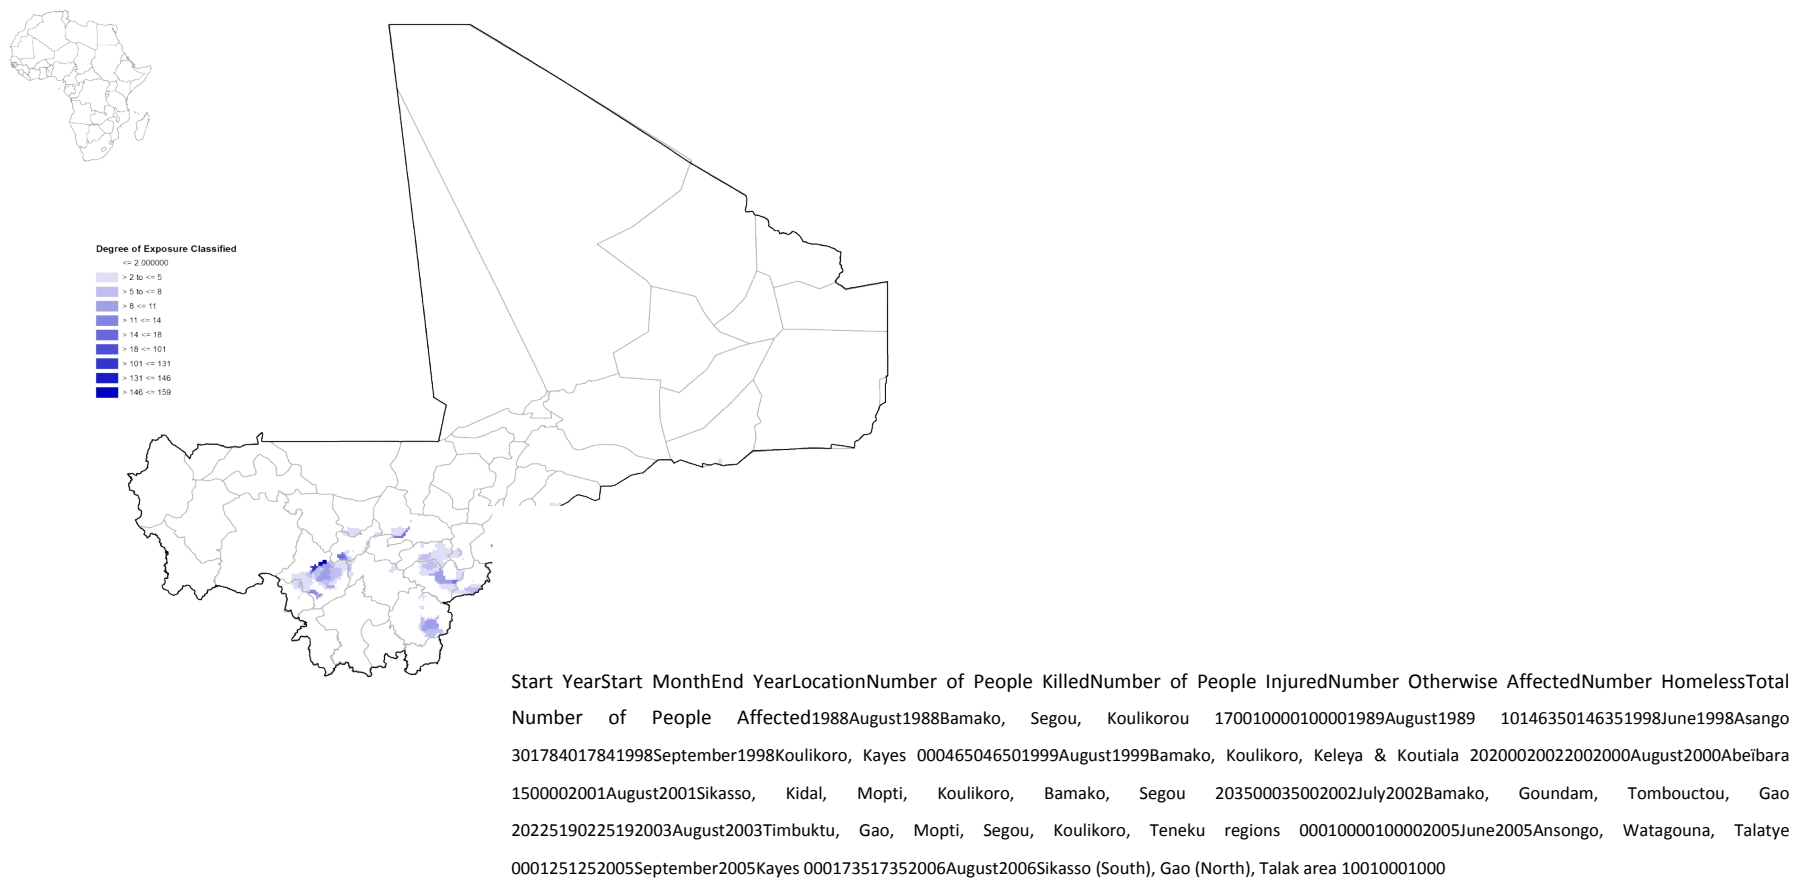 Degree of Exposure Classified
<= 2.000000
> 2 to <= 5
> 5 to <= 8
> 8 <= 11
> 11 <= 14
> 14 <= 18
> 18 <= 101
> 101 <= 131
> 131 <= 146
> 146 <= 159
Start YearStart MonthEnd YearLocationNumber of People KilledNumber of People InjuredNumber Otherwise AffectedNumber HomelessTotal
Number of People Affected1988August1988Bamako, Segou, Koulikorou 170010000100001989August1989 10146350146351998June1998Asango
301784017841998September1998Koulikoro, Kayes 000465046501999August1999Bamako, Koulikoro, Keleya & Koutiala 20200020022002000August2000Abeïbara
1500002001August2001Sikasso, Kidal, Mopti, Koulikoro, Bamako, Segou 203500035002002July2002Bamako, Goundam, Tombouctou, Gao
20225190225192003August2003Timbuktu, Gao, Mopti, Segou, Koulikoro, Teneku regions 000100001000020​05June2005Ansongo, Watagouna, Talatye
0001251252005September2005Kayes 000173517352006August2006Sikasso (South), Gao (North), Talak area 10010001000